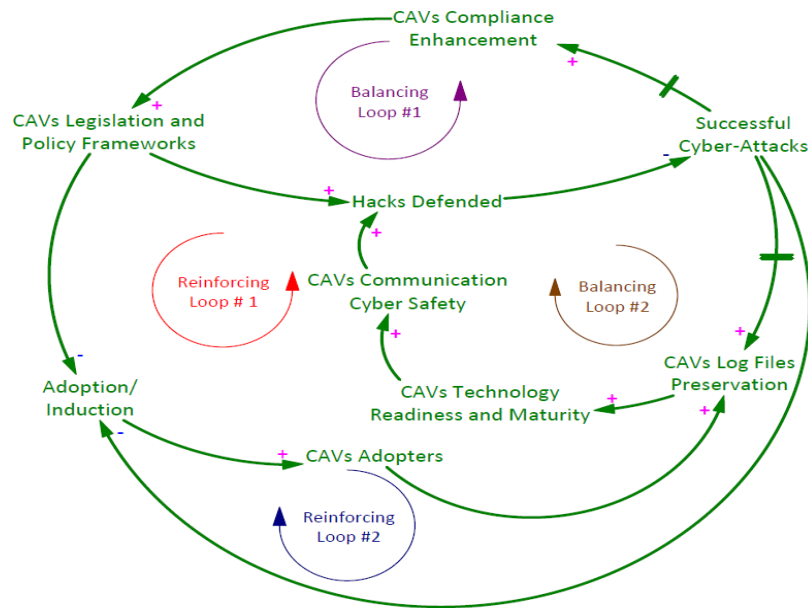 CAVs Compliance
Enhancement
+
+
Balancing
Loop #1
CAVs Legislation and
Policy Frameworks
Successful
Cyber-Attacks
-
+
Hacks Defended
+
Reinforcing
Loop # 1
CAVs Communication
Cyber Safety
Balancing
Loop #2
+
+
-
Adoption/
Induction
-
CAVs Log Files
Preservation
+
+
CAVs Technology
Readiness and Maturity
+
CAVs Adopters
Reinforcing
Loop #2